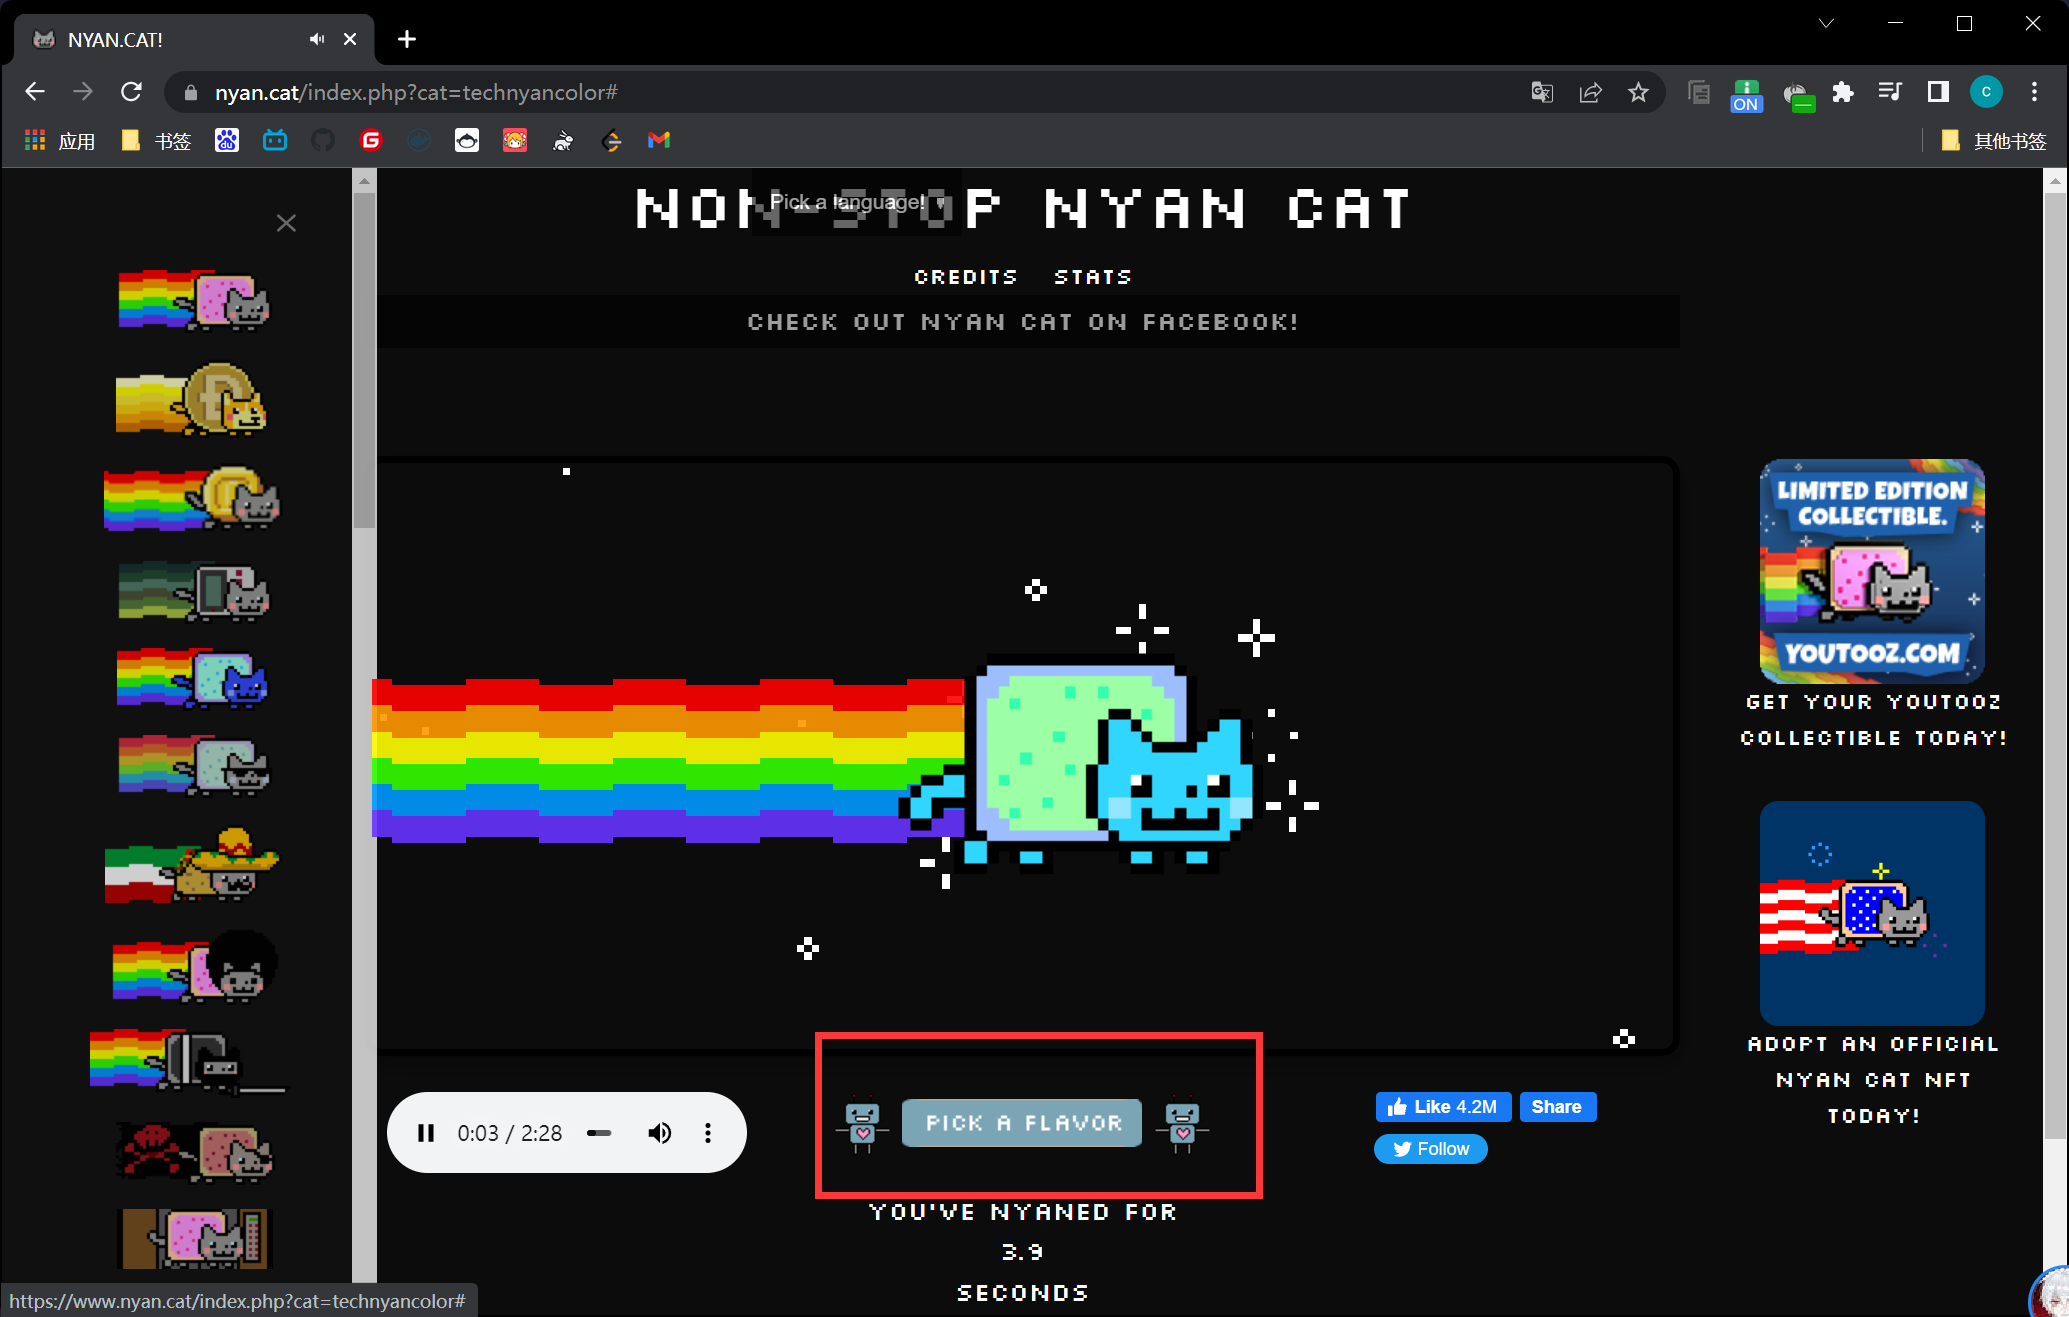 NYAN.CAT!
nyan.cat/index.php?cat=technyancolor#
ON
C
应用
书签
du
G
其他书签
NON-STOP NYAN CAT
Pick a language!
CREDITS STATS
CHECK OUT NYAN CAT ON FACEBOOK!
LIMITED EDITION
COLLECTIBLE.
YOUTOOZ.COM
GET YOUR YOUTOOZ
COLLECTIBLE TODAY!
ADOPT AN OFFICIAL
NYAN CAT NFT
TODAY!
0:03 / 2:28
PICK A FLAVOR
Like 4.2M
Share
Follow
YOU'VE NYANED FOR
3.9
SECONDS
https://www.nyan.cat/index.php?cat=technyancolor#